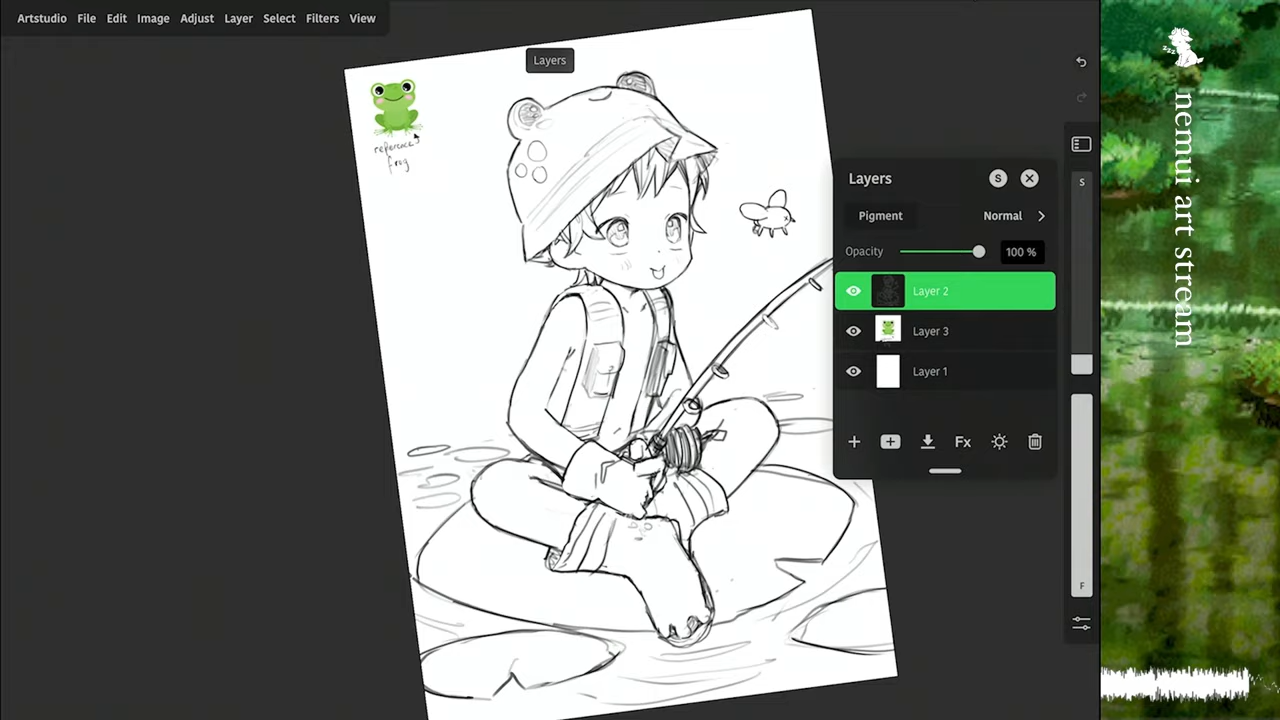 Artstudio File Edit Image Adjust Layer Select Filters View
Layers
reference
frog
Layers S
Pigment Normal
Opacity 100 %
Layer 2
Layer 3
Layer 1
Fx
S
F
zzz
nemui art stream